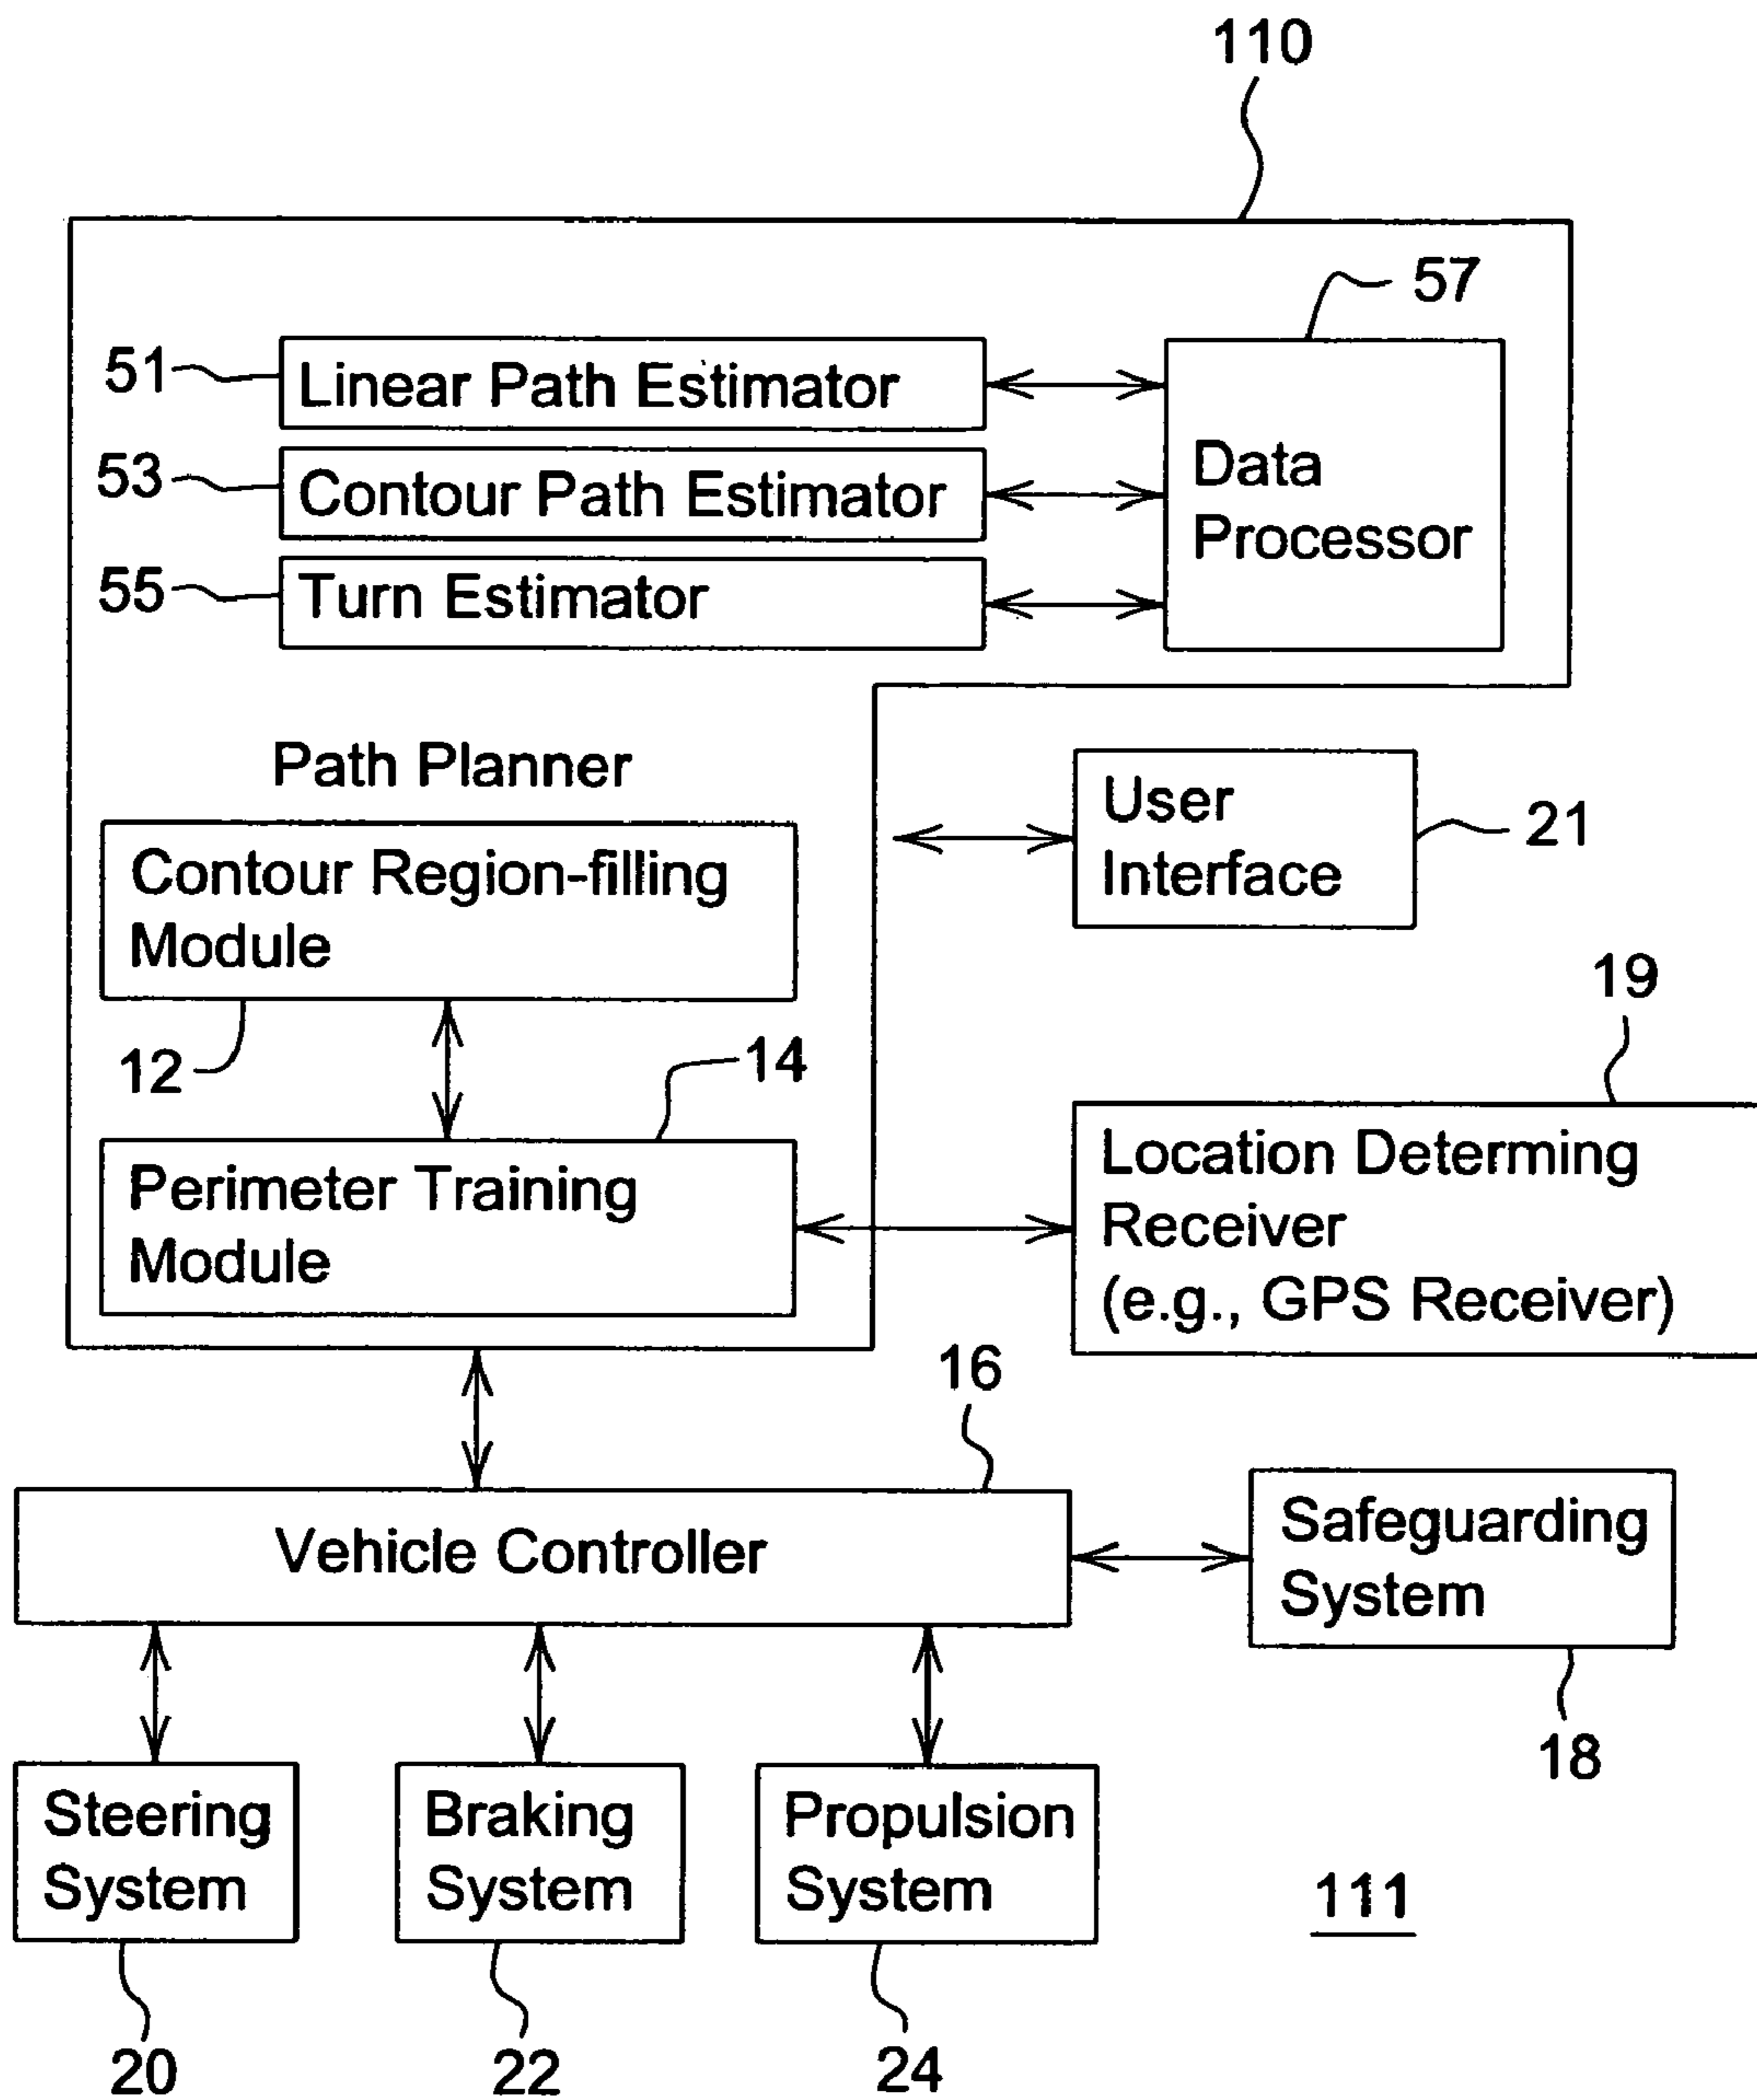 110
57
51
Linear Path Estimator
53
Contour Path Estimator
55
Turn Estimator
Data
Processor
Path Planner
User
Interface
21
Contour Region-filling
Module
12
14
19
Perimeter Training
Module
Location Determing
Receiver
(e.g., GPS Receiver)
16
Vehicle Controller
Safeguarding
System
18
Steering
System
Braking
System
Propulsion
System
111
20
22
24